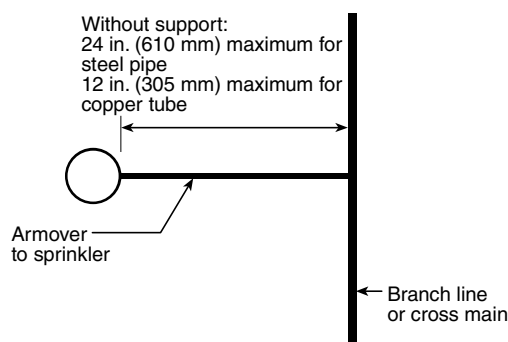 Without support:
24 in. (610 mm) maximum for
steel pipe
12 in. (305 mm) maximum for
copper tube
Armover
to sprinkler
Branch line
or cross main